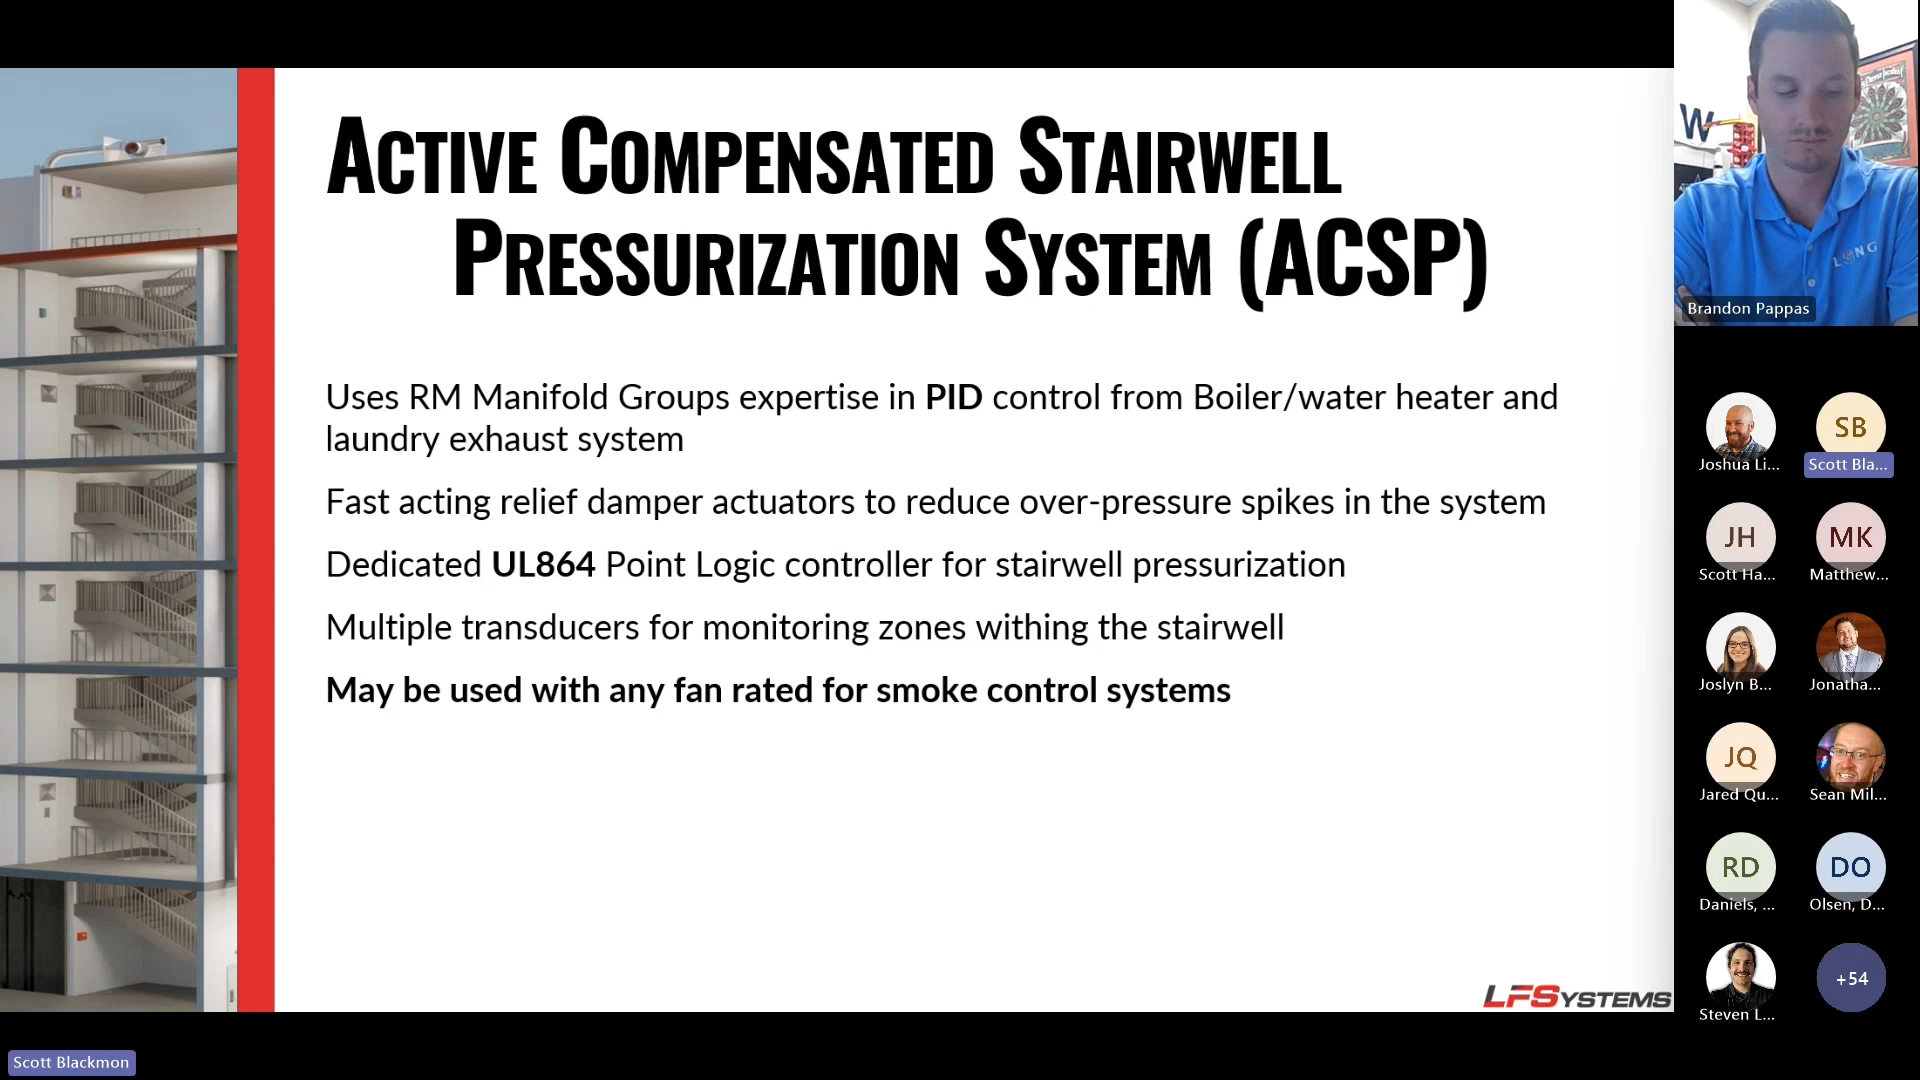 ACTIVE COMPENSATED STAIRWELL
PRESSURIZATION SYSTEM (ACSP)
Uses RM Manifold Groups expertise in PID control from Boiler/water heater and
laundry exhaust system
Fast acting relief damper actuators to reduce over-pressure spikes in the system
Dedicated UL864 Point Logic controller for stairwell pressurization
Multiple transducers for monitoring zones withing the stairwell
May be used with any fan rated for smoke control systems
LFSYSTEMS
Scott Blackmon
W
LONG
Brandon Pappas
Joshua Li...
SB
Scott Bla...
JH
Scott Ha...
MK
Matthew...
Joslyn B...
Jonatha...
JQ
Jared Qu...
Sean Mil...
RD
Daniels, ...
DO
Olsen, D...
Steven L...
+54